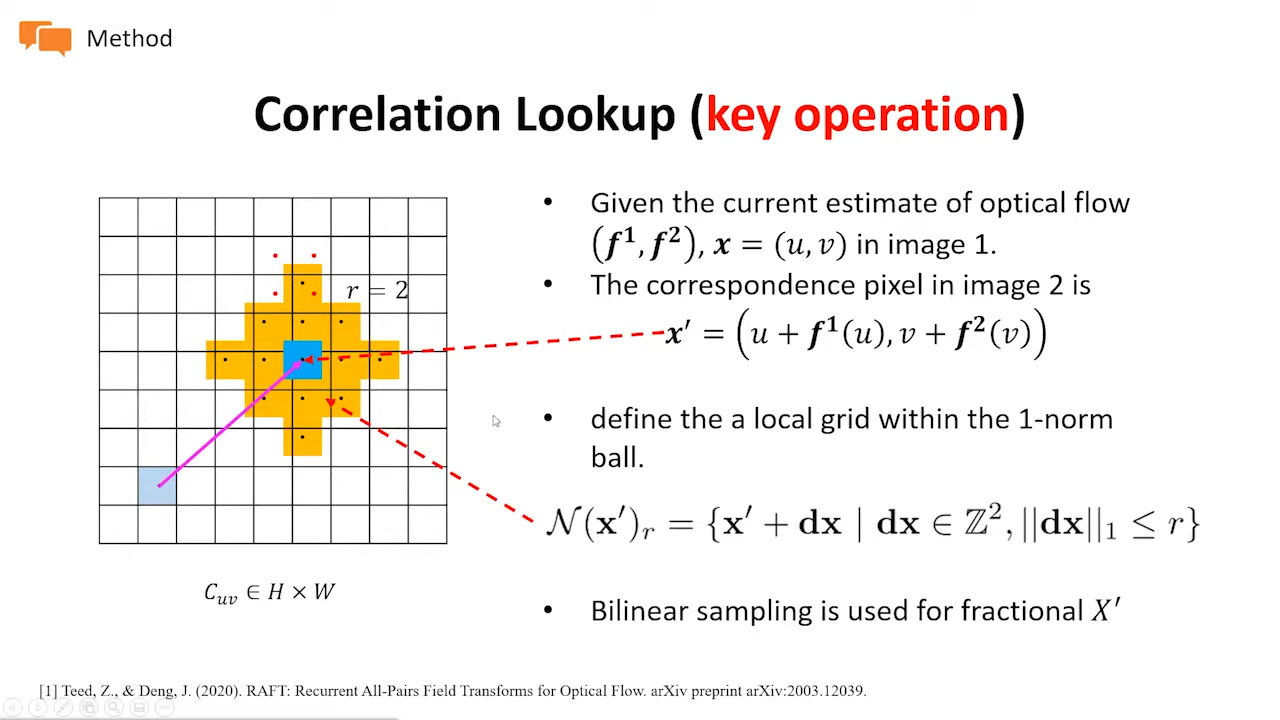 Method
Correlation Lookup (key operation)
• Given the current estimate of optical flow
(f¹, f²), x = (u, v) in image 1.
• The correspondence pixel in image 2 is
x′ = (u + f¹(u), v + f²(v))
• define the a local grid within the 1-norm
ball.
𝒩(x′)ᵣ = {x′ + dx | dx ∈ ℤ², ||dx||₁ ≤ r}
• Bilinear sampling is used for fractional X′
r = 2
C_uv ∈ H × W
[1] Teed, Z., & Deng, J. (2020). RAFT: Recurrent All-Pairs Field Transforms for Optical Flow. arXiv preprint arXiv:2003.12039.